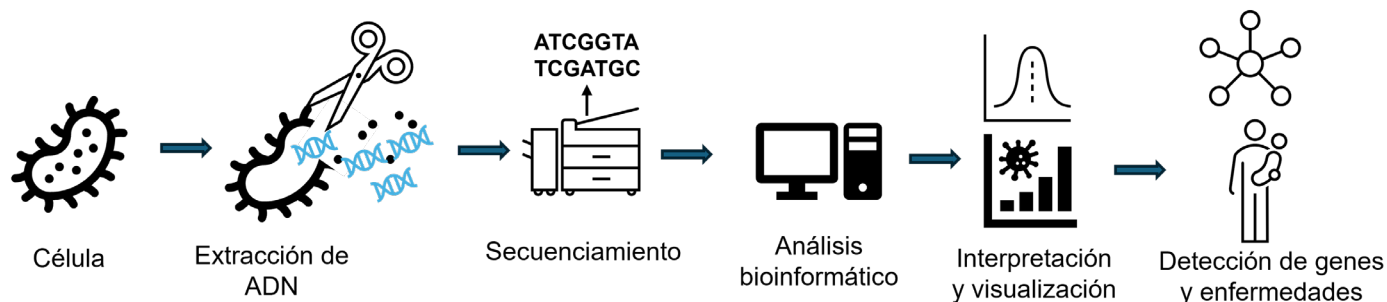 ATCGGTA
TCGATGC
Célula
Extracción de
ADN
Secuenciamiento
Análisis
bioinformático
Interpretación
y visualización
Detección de genes
y enfermedades